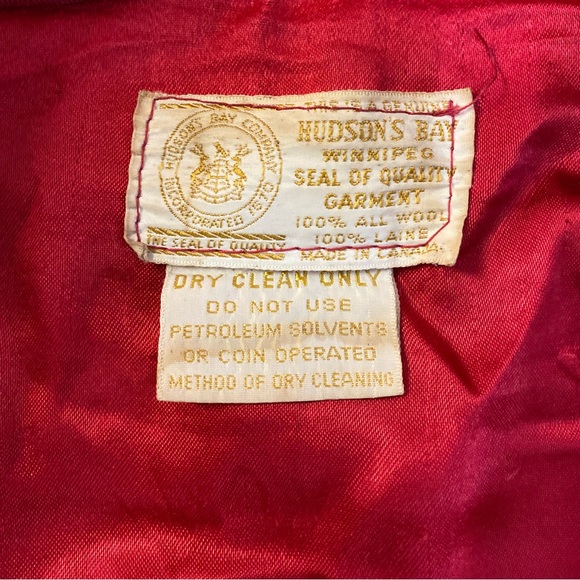 HUDSON'S BAY COMPANY
INCORPORATED 1670
THE SEAL OF QUALITY
THIS IS A GENUINE
HUDSON'S BAY
WINNIPEG
SEAL OF QUALITY
GARMENT
100% ALL WOOL
100% LAINE
MADE IN CANADA
DRY CLEAN ONLY
DO NOT USE
PETROLEUM SOLVENTS
OR COIN OPERATED
METHOD OF DRY CLEANING